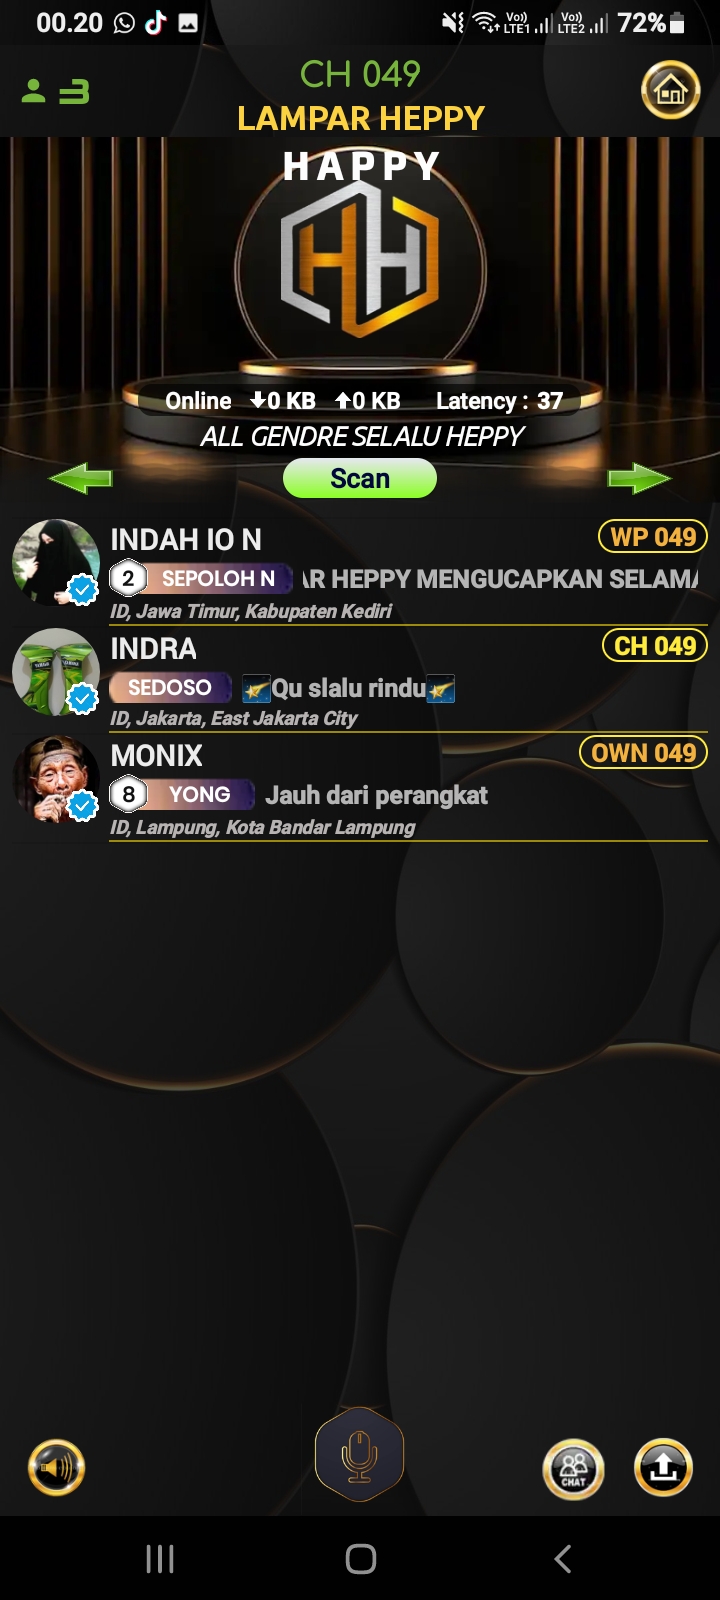 00.20 Vo) LTE1 Vo) LTE2 72%
CH 049
3 LAMPAR HEPPY
HAPPY
HH
Online 0 KB 0 KB Latency : 37
ALL GENDRE SELALU HEPPY
Scan
INDAH IO N WP 049
2 SEPOLOH N AR HEPPY MENGUCAPKAN SELAMA
ID, Jawa Timur, Kabupaten Kediri
INDRA CH 049
SEDOSO Qu slalu rindu
ID, Jakarta, East Jakarta City
MONIX OWN 049
8 YONG Jauh dari perangkat
ID, Lampung, Kota Bandar Lampung
CHAT